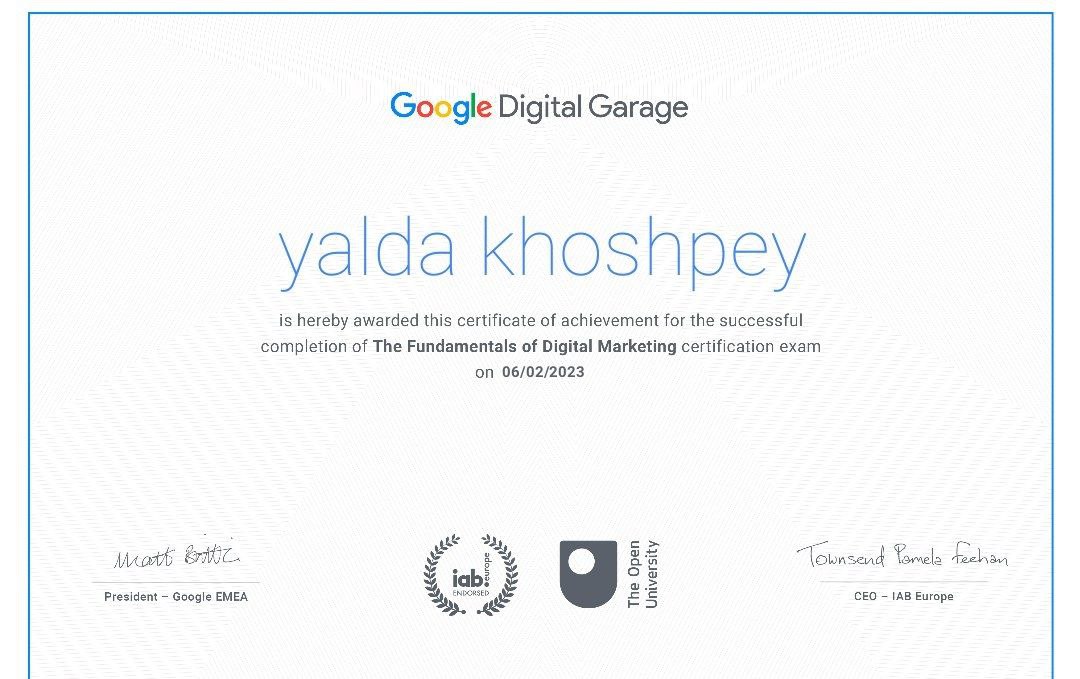 Google Digital Garage
yalda khoshpey
is hereby awarded this certificate of achievement for the successful
completion of The Fundamentals of Digital Marketing certification exam
on 06/02/2023
Matt
President – Google EMEA
iab europe
ENDORSED
The Open
University
Townsend Pamela Feehan
CEO – IAB Europe